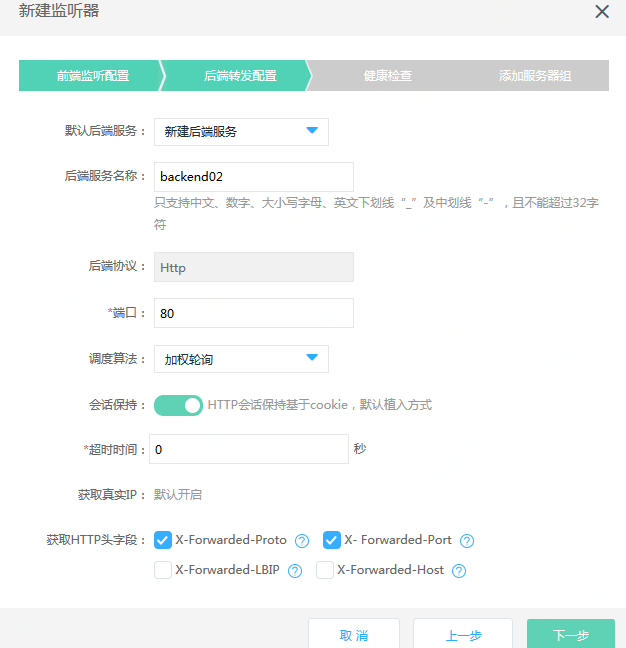 新建监听器
前端监听配置 后端转发配置 健康检查 添加服务器组
默认后端服务： 新建后端服务
后端服务名称： backend02
只支持中文、数字、大小写字母、英文下划线“_”及中划线“-”，且不能超过32字
符
后端协议： Http
*端口： 80
调度算法： 加权轮询
会话保持： HTTP会话保持基于cookie，默认植入方式
*超时时间： 0 秒
获取真实IP： 默认开启
获取HTTP头字段： X-Forwarded-Proto ? X- Forwarded-Port ?
X-Forwarded-LBIP ? X-Forwarded-Host ?
取 消 上一步 下一步